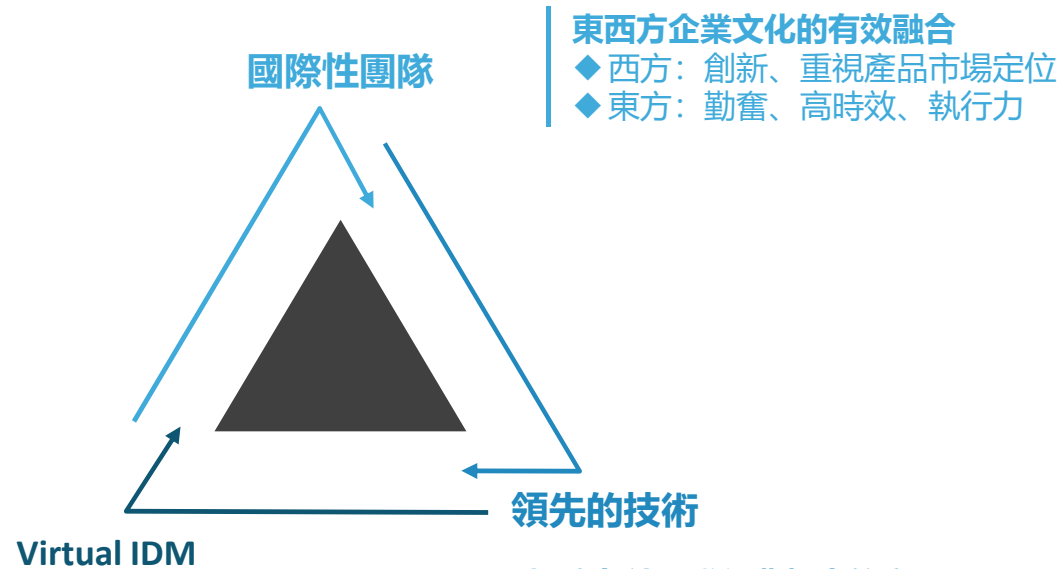 東西方企業文化的有效融合
國際性團隊
◆西方：創新、重視產品市場定位
◆東方：勤奮、高時效、執行力
領先的技術
Virtual IDM